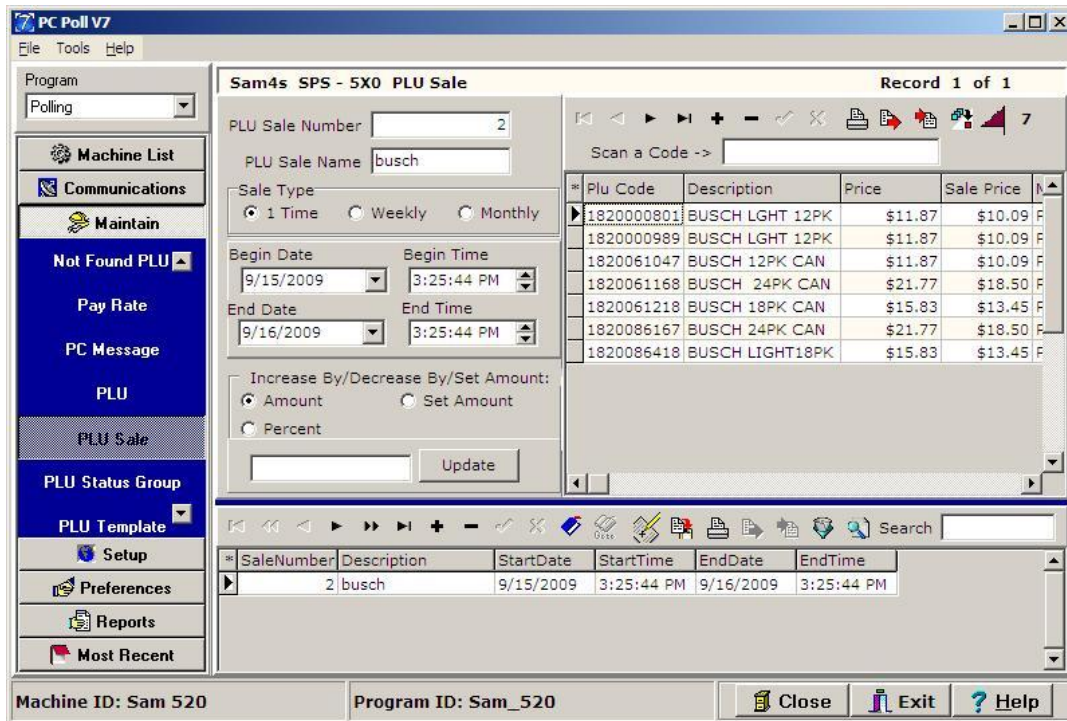 PC Poll V7
File Tools Help
Program
Polling
Machine List
Communications
Maintain
Not Found PLU
Pay Rate
PC Message
PLU
PLU Sale
PLU Status Group
PLU Template
Setup
Preferences
Reports
Most Recent
Sam4s SPS - 5X0 PLU Sale Record 1 of 1
PLU Sale Number 2
PLU Sale Name busch
Sale Type
1 Time Weekly Monthly
Begin Date Begin Time
9/15/2009 3:25:44 PM
End Date End Time
9/16/2009 3:25:44 PM
Increase By/Decrease By/Set Amount:
Amount Set Amount
Percent
Update
7
Scan a Code ->
* Plu Code Description Price Sale Price
1820000801 BUSCH LGHT 12PK $11.87 $10.09
1820000989 BUSCH LGHT 12PK $11.87 $10.09
1820061047 BUSCH 12PK CAN $11.87 $10.09
1820061168 BUSCH 24PK CAN $21.77 $18.50
1820061218 BUSCH 18PK CAN $15.83 $13.45
1820086167 BUSCH 24PK CAN $21.77 $18.50
1820086418 BUSCH LIGHT18PK $15.83 $13.45
Search
* SaleNumber Description StartDate StartTime EndDate EndTime
2 busch 9/15/2009 3:25:44 PM 9/16/2009 3:25:44 PM
Machine ID: Sam 520 Program ID: Sam_520 Close Exit Help